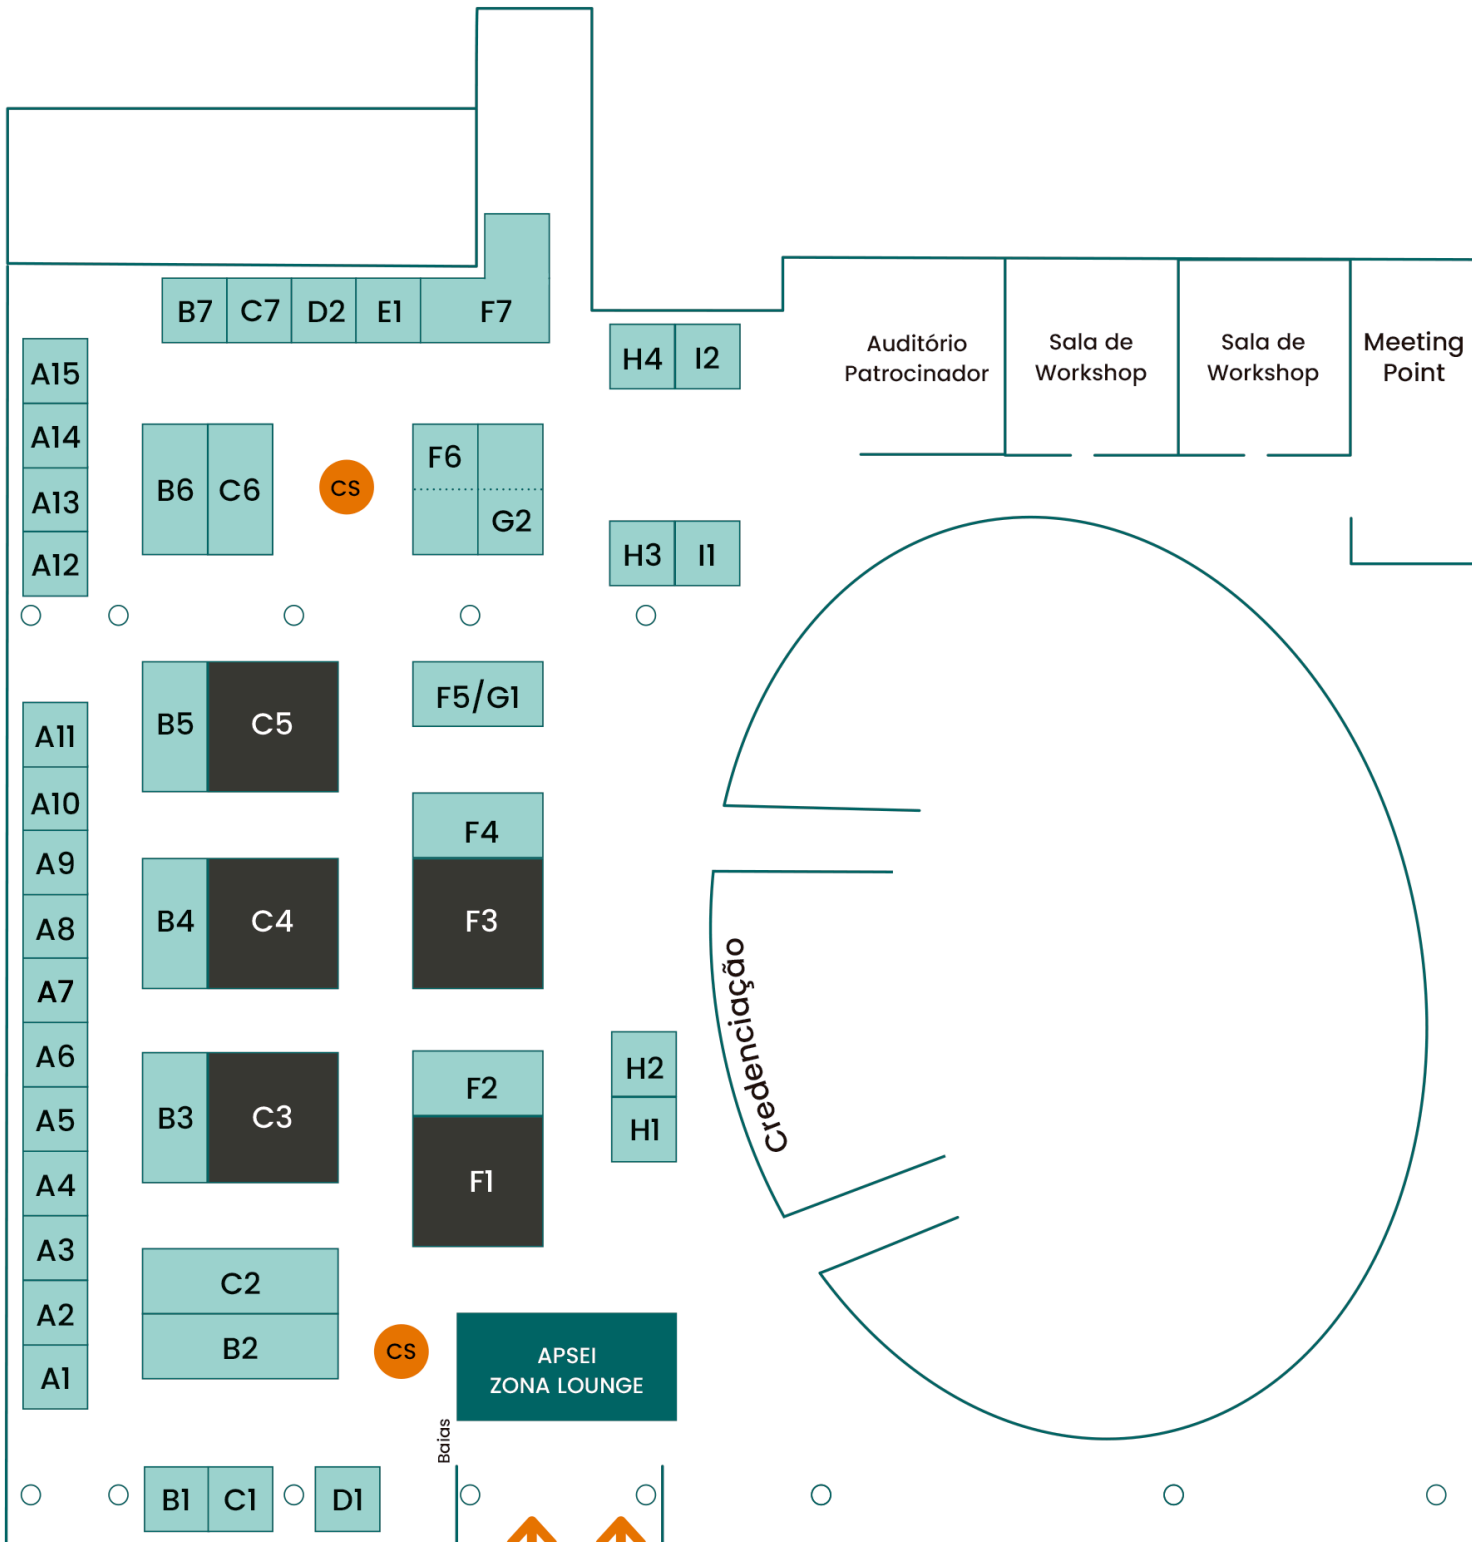 B7
C7
D2
E1
F7
H4
I2
Auditório
Patrocinador
Sala de
Workshop
Sala de
Workshop
Meeting
Point
A15
A14
A13
A12
B6
C6
CS
F6
G2
H3
I1
B5
C5
F5/G1
A11
A10
A9
A8
A7
A6
A5
A4
A3
A2
A1
B4
C4
F4
F3
Credenciação
B3
C3
F2
F1
H2
H1
C2
B2
CS
APSEI
ZONA LOUNGE
Baias
B1
C1
D1